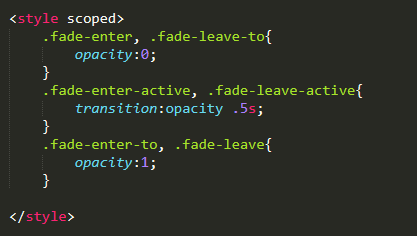 <style scoped>
    .fade-enter, .fade-leave-to{
        opacity:0;
    }
    .fade-enter-active, .fade-leave-active{
        transition:opacity .5s;
    }
    .fade-enter-to, .fade-leave{
        opacity:1;
    }
</style>